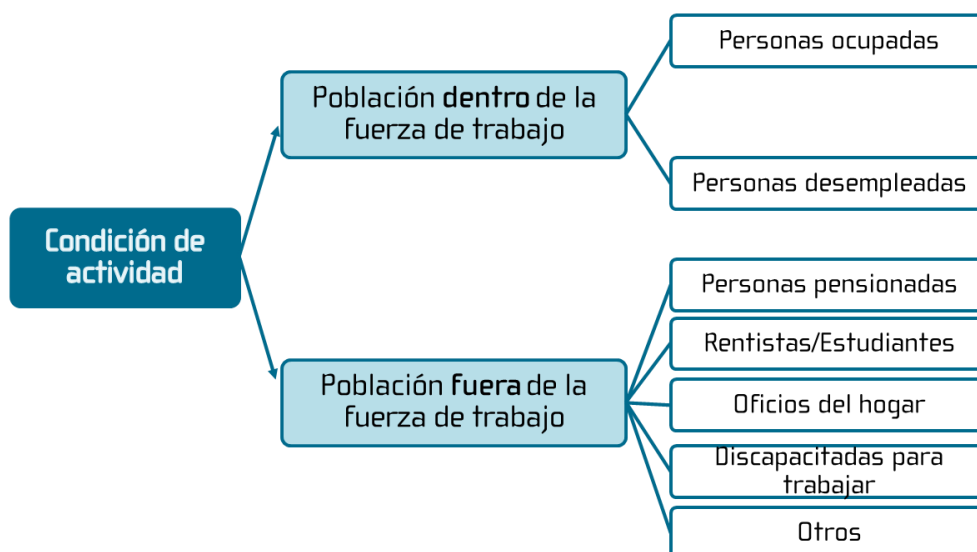 Condición de
actividad
Población dentro de la
fuerza de trabajo
Personas ocupadas
Personas desempleadas
Población fuera de la
fuerza de trabajo
Personas pensionadas
Rentistas/Estudiantes
Oficios del hogar
Discapacitadas para
trabajar
Otros